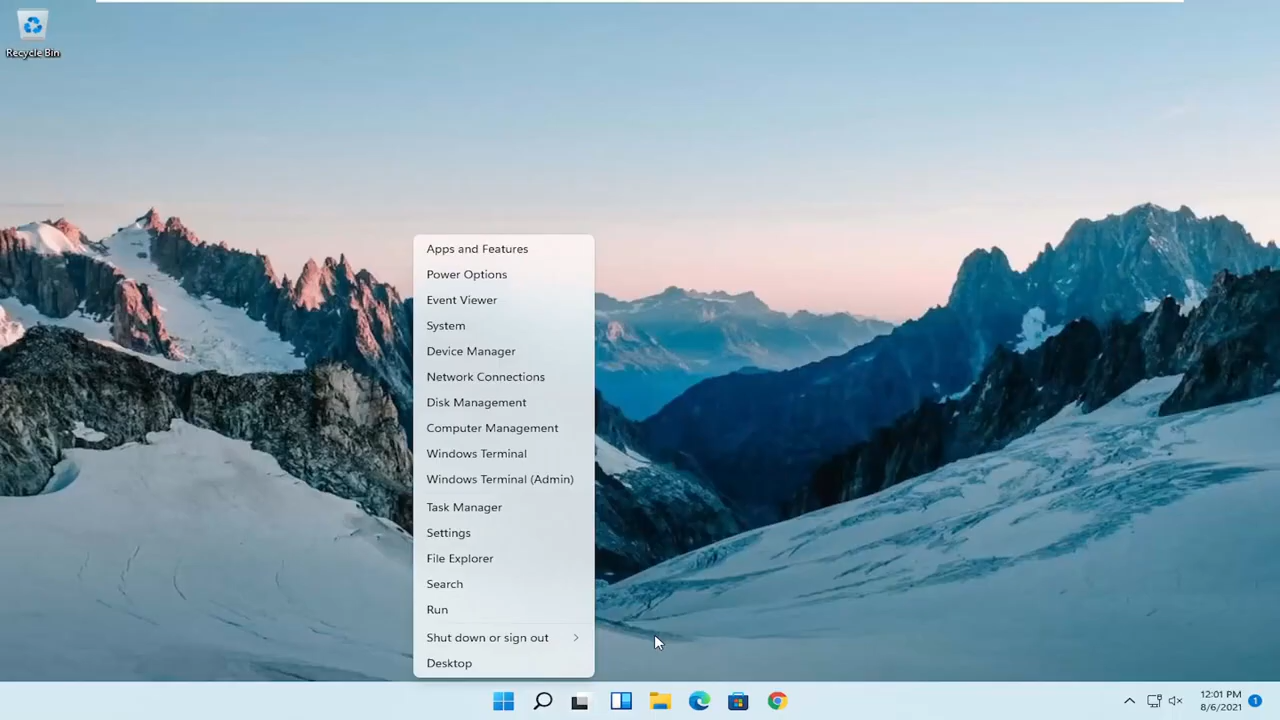 Recycle Bin
Apps and Features
Power Options
Event Viewer
System
Device Manager
Network Connections
Disk Management
Computer Management
Windows Terminal
Windows Terminal (Admin)
Task Manager
Settings
File Explorer
Search
Run
Shut down or sign out
Desktop
12:01 PM
8/6/2021
1